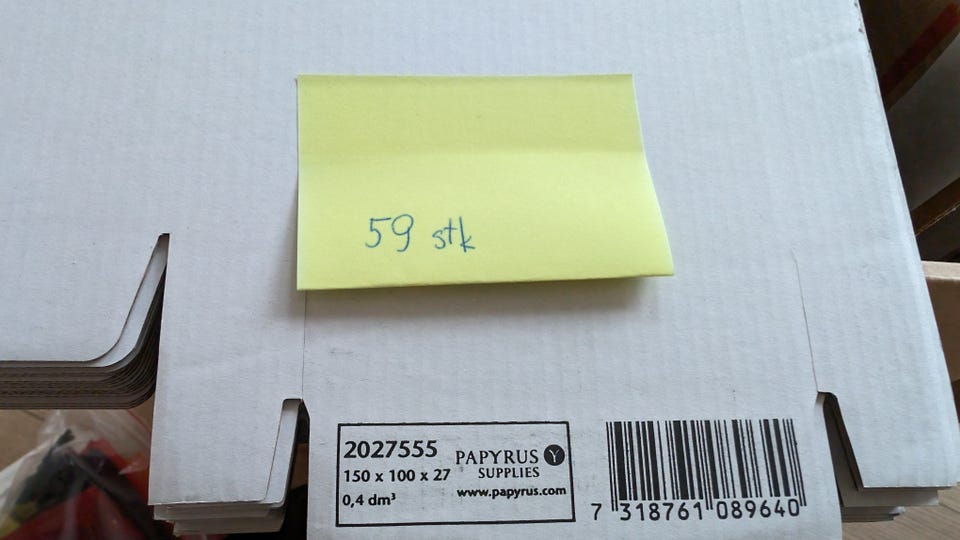 59 stk
2027555
150 x 100 x 27
0,4 dm³
PAPYRUS Y
SUPPLIES
www.papyrus.com
7 318761 089640